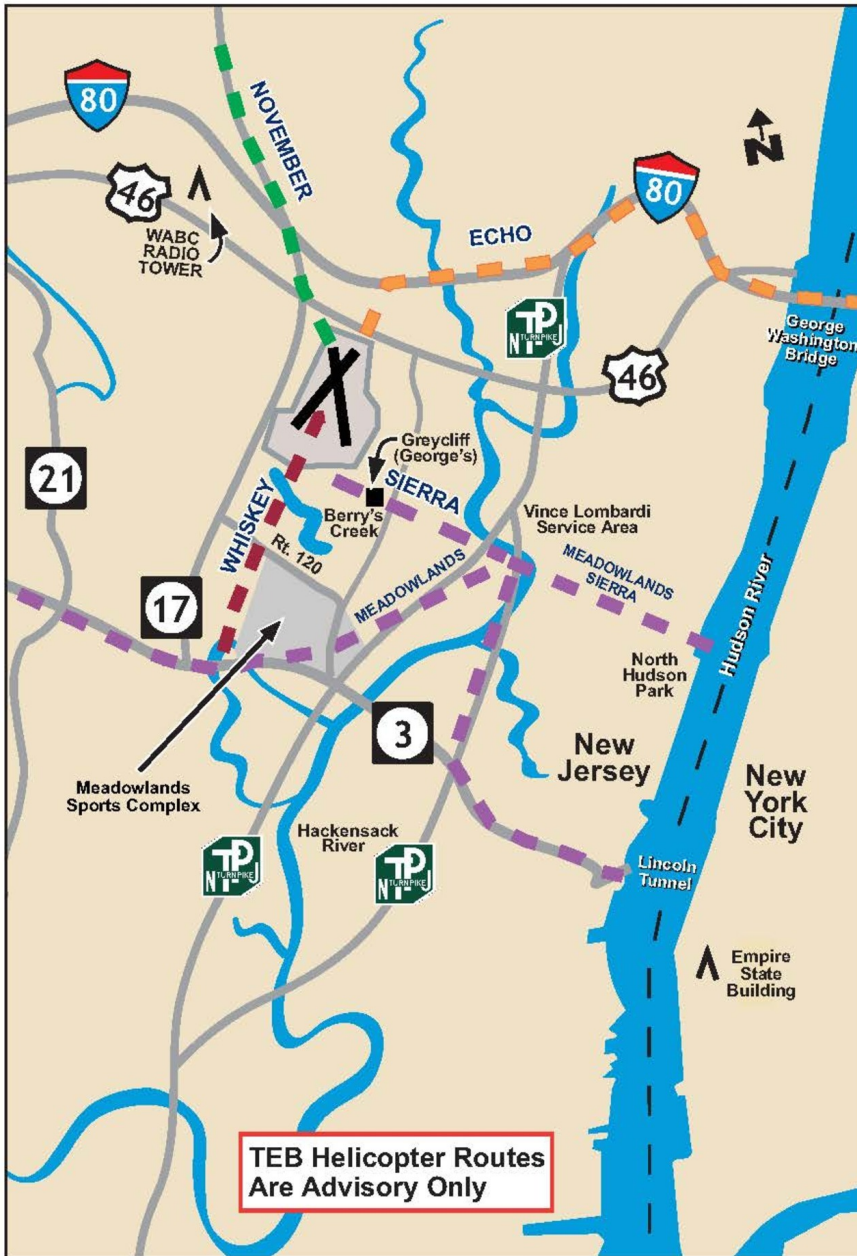 80
NOVEMBER
46
WABC
RADIO
TOWER
N
80
ECHO
N TP J
TURNPIKE
George
Washington
Bridge
46
21
Greycliff
(George's)
SIERRA
Berry's
Creek
WHISKEY
Rt. 120
Vince Lombardi
Service Area
MEADOWLANDS
MEADOWLANDS
SIERRA
17
Hudson River
North
Hudson
Park
3
New
Jersey
New
York
City
Meadowlands
Sports Complex
Hackensack
River
N TP J
TURNPIKE
N TP J
TURNPIKE
Lincoln
Tunnel
Empire
State
Building
TEB Helicopter Routes
Are Advisory Only